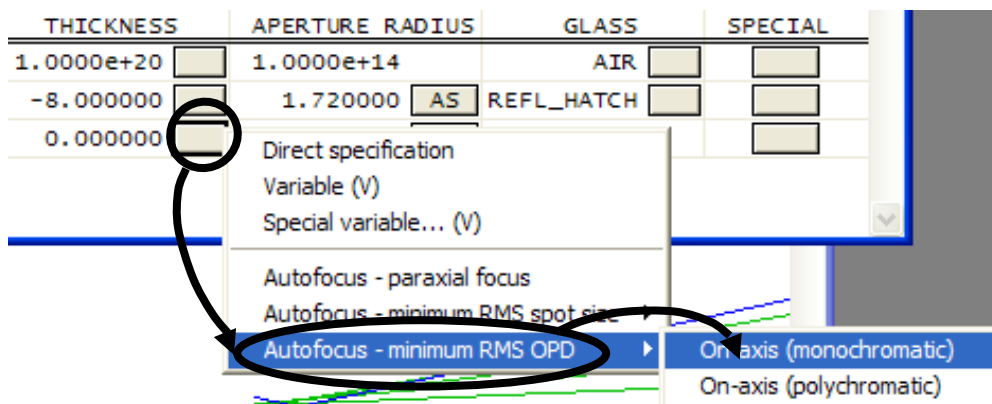 THICKNESS APERTURE RADIUS GLASS SPECIAL
1.0000e+20 1.0000e+14 AIR
-8.000000 1.720000 AS REFL_HATCH
0.000000
Direct specification
Variable (V)
Special variable... (V)
Autofocus - paraxial focus
Autofocus - minimum RMS spot size
Autofocus - minimum RMS OPD On-axis (monochromatic)
On-axis (polychromatic)